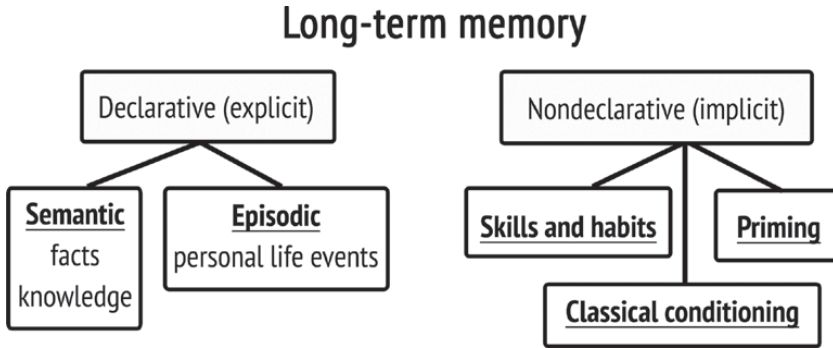 Long-term memory
Declarative (explicit)
Nondeclarative (implicit)
Semantic
facts
knowledge
Episodic
personal life events
Skills and habits
Priming
Classical conditioning